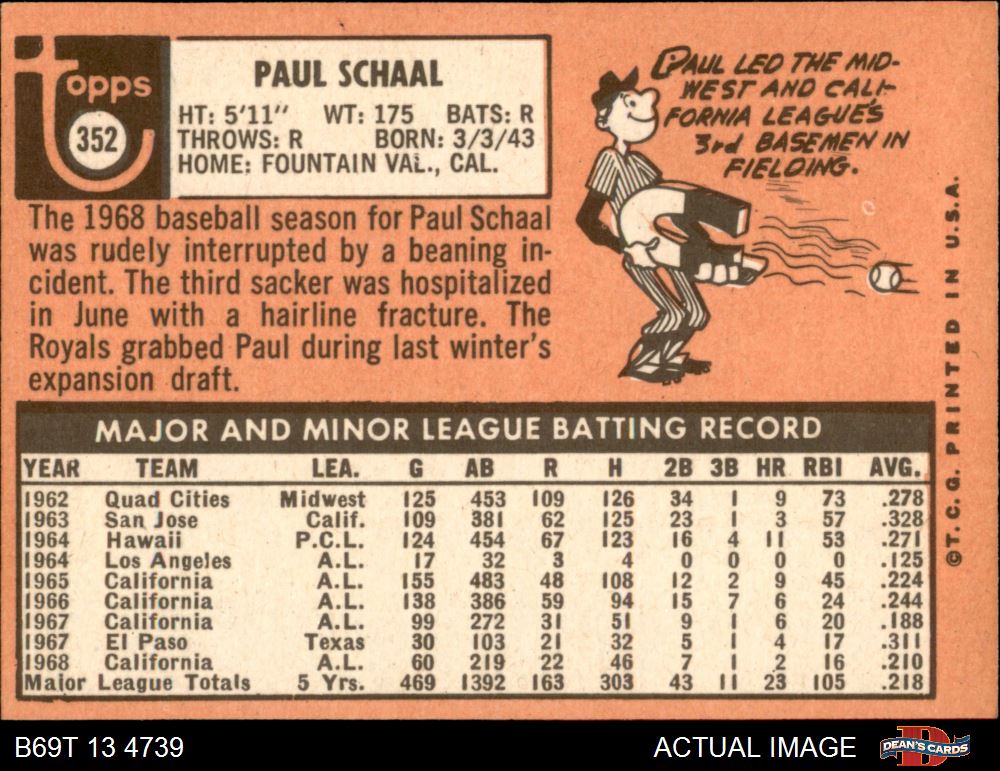 Topps
352
PAUL SCHAAL
HT: 5'11" WT: 175 BATS: R
THROWS: R BORN: 3/3/43
HOME: FOUNTAIN VAL., CAL.
PAUL LED THE MID-
WEST AND CALI-
FORNIA LEAGUE'S
3rd BASEMEN IN
FIELDING.
The 1968 baseball season for Paul Schaal
was rudely interrupted by a beaning in-
cident. The third sacker was hospitalized
in June with a hairline fracture. The
Royals grabbed Paul during last winter's
expansion draft.
MAJOR AND MINOR LEAGUE BATTING RECORD
YEAR TEAM LEA. G AB R H 2B 3B HR RBI AVG.
1962 Quad Cities Midwest 125 453 109 126 34 1 9 73 .278
1963 San Jose Calif. 109 381 62 125 23 1 3 57 .328
1964 Hawaii P.C.L. 124 454 67 123 16 4 11 53 .271
1964 Los Angeles A.L. 17 32 3 4 0 0 0 0 .125
1965 California A.L. 155 483 48 108 12 2 9 45 .224
1966 California A.L. 138 386 59 94 15 7 6 24 .244
1967 California A.L. 99 272 31 51 9 1 6 20 .188
1967 El Paso Texas 30 103 21 32 5 1 4 17 .311
1968 California A.L. 60 219 22 46 7 1 2 16 .210
Major League Totals 5 Yrs. 469 1392 163 303 43 11 23 105 .218
©T.C.G. PRINTED IN U.S.A.
B69T 13 4739
ACTUAL IMAGE
DEAN'S CARDS